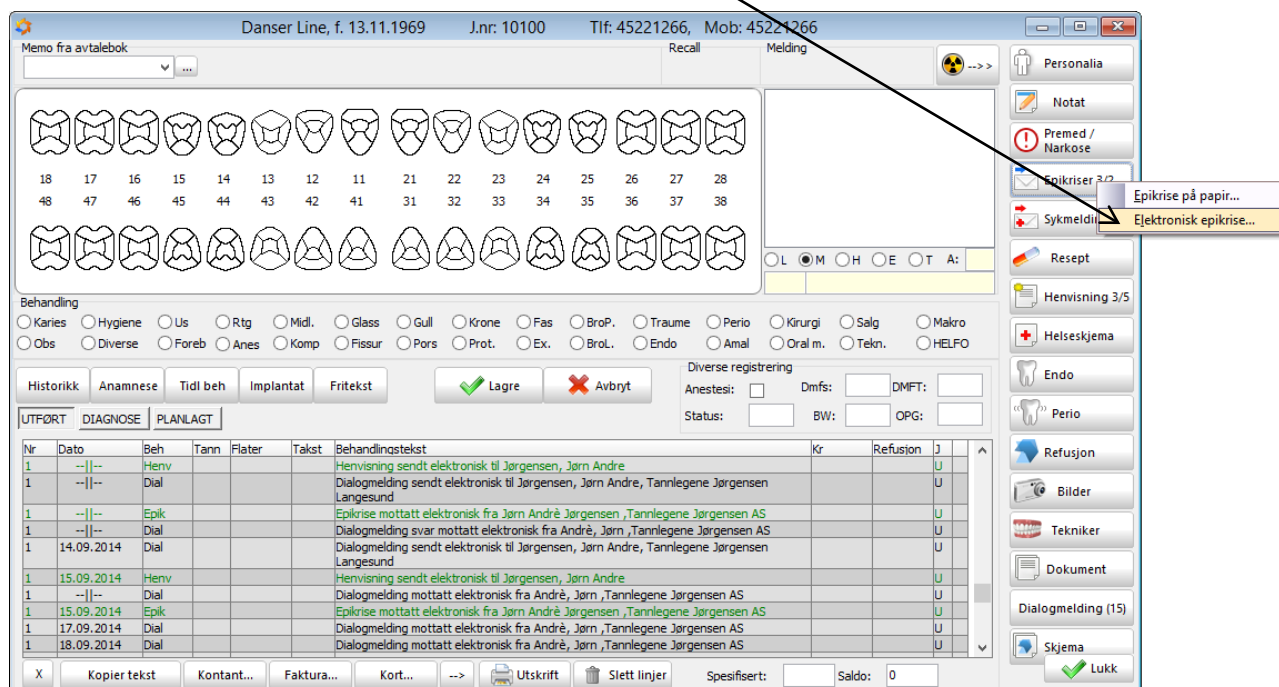 Danser Line, f. 13.11.1969 J.nr: 10100 Tlf: 45221266, Mob: 45221266
Memo fra avtalebok Recall Melding
... -->>
18 17 16 15 14 13 12 11 21 22 23 24 25 26 27 28
48 47 46 45 44 43 42 41 31 32 33 34 35 36 37 38
L M H E T A:
Behandling
Karies Hygiene Us Rtg Midl. Glass Gull Krone Fas BroP. Traume Perio Kirurgi Salg Makro
Obs Diverse Foreb Anes Komp Fissur Pors Prot. Ex. BroL. Endo Amal Oral m. Tekn. HELFO
Historikk Anamnese Tidl beh Implantat Fritekst Lagre Avbryt
Diverse registrering
Anestesi: Dmfs: DMFT:
Status: BW: OPG:
UTFØRT DIAGNOSE PLANLAGT
Nr Dato Beh Tann Flater Takst Behandlingstekst Kr Refusjon J
1 --||-- Henv Henvisning sendt elektronisk til Jørgensen, Jørn Andre U
1 --||-- Dial Dialogmelding sendt elektronisk til Jørgensen, Jørn Andre, Tannlegene Jørgensen U
Langesund
1 --||-- Epik Epikrise mottatt elektronisk fra Jørn Andrè Jørgensen ,Tannlegene Jørgensen AS U
1 --||-- Dial Dialogmelding svar mottatt elektronisk fra Andrè, Jørn ,Tannlegene Jørgensen AS U
1 14.09.2014 Dial Dialogmelding sendt elektronisk til Jørgensen, Jørn Andre, Tannlegene Jørgensen U
Langesund
1 15.09.2014 Henv Henvisning sendt elektronisk til Jørgensen, Jørn Andre U
1 --||-- Dial Dialogmelding mottatt elektronisk fra Andrè, Jørn ,Tannlegene Jørgensen AS U
1 15.09.2014 Epik Epikrise mottatt elektronisk fra Jørn Andrè Jørgensen ,Tannlegene Jørgensen AS U
1 17.09.2014 Dial Dialogmelding mottatt elektronisk fra Andrè, Jørn ,Tannlegene Jørgensen AS U
1 18.09.2014 Dial Dialogmelding mottatt elektronisk fra Andrè, Jørn ,Tannlegene Jørgensen AS U
X Kopier tekst Kontant... Faktura... Kort... --> Utskrift Slett linjer Spesifisert: Saldo: 0
Personalia
Notat
Premed /
Narkose
Epikriser 3/2
Epikrise på papir...
Elektronisk epikrise...
Sykmeldi
Resept
Henvisning 3/5
Helseskjema
Endo
Perio
Refusjon
Bilder
Tekniker
Dokument
Dialogmelding (15)
Skjema
Lukk